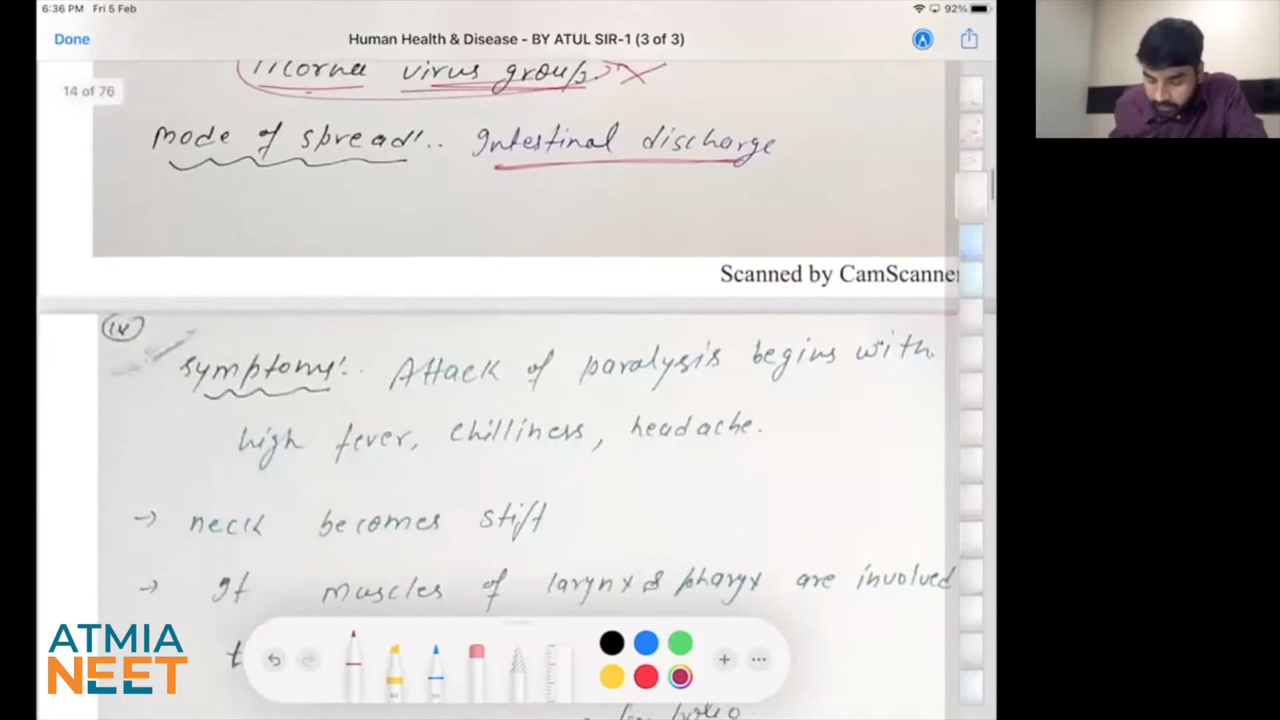 6:36 PM Fri 5 Feb
92%
Done
Human Health & Disease - BY ATUL SIR-1 (3 of 3)
virus group
14 of 76
Mode of spread:. Intestinal discharge
Scanned by CamScanner
(iv)
Symptoms:. Attack of paralysis begins with
high fever, chilliness, headache.
→ neck becomes stiff
→ If muscles of larynx & pharyx are involved
t
ATMIA
NEET